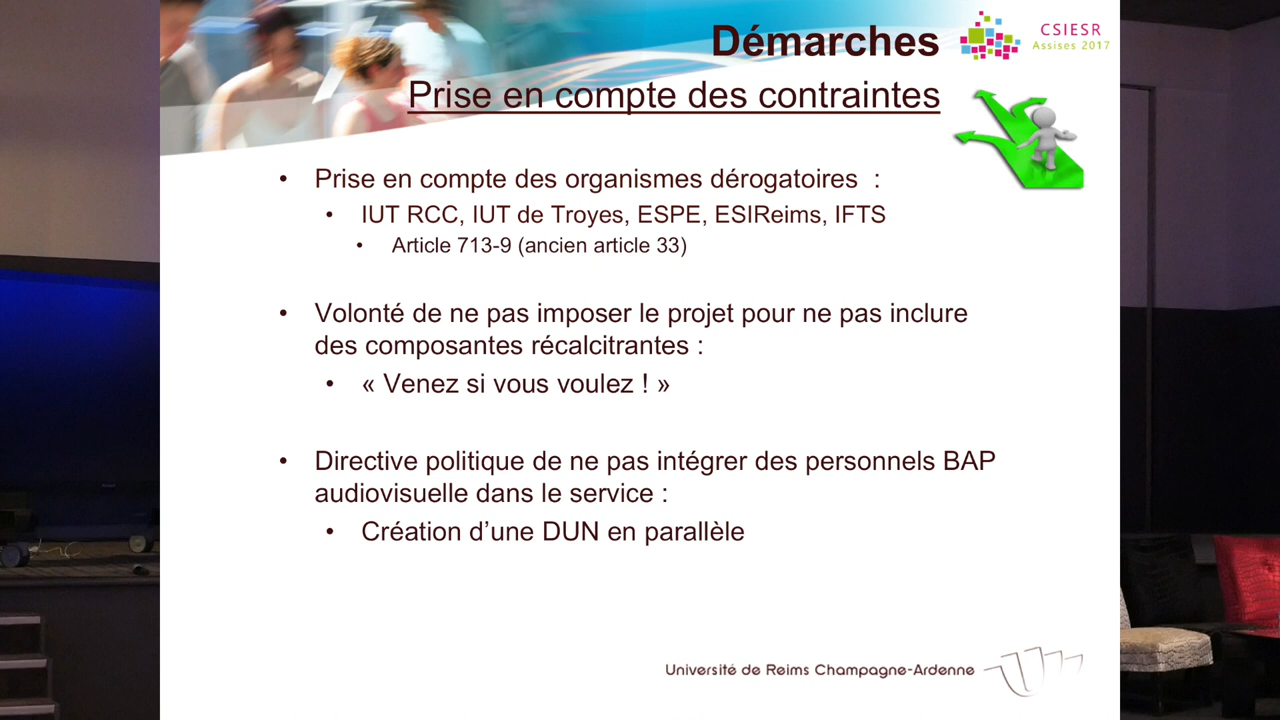 Démarches
CSIESR
Assises 2017
Prise en compte des contraintes
• Prise en compte des organismes dérogatoires :
• IUT RCC, IUT de Troyes, ESPE, ESIReims, IFTS
• Article 713-9 (ancien article 33)
• Volonté de ne pas imposer le projet pour ne pas inclure
des composantes récalcitrantes :
• « Venez si vous voulez ! »
• Directive politique de ne pas intégrer des personnels BAP
audiovisuelle dans le service :
• Création d’une DUN en parallèle
Université de Reims Champagne-Ardenne